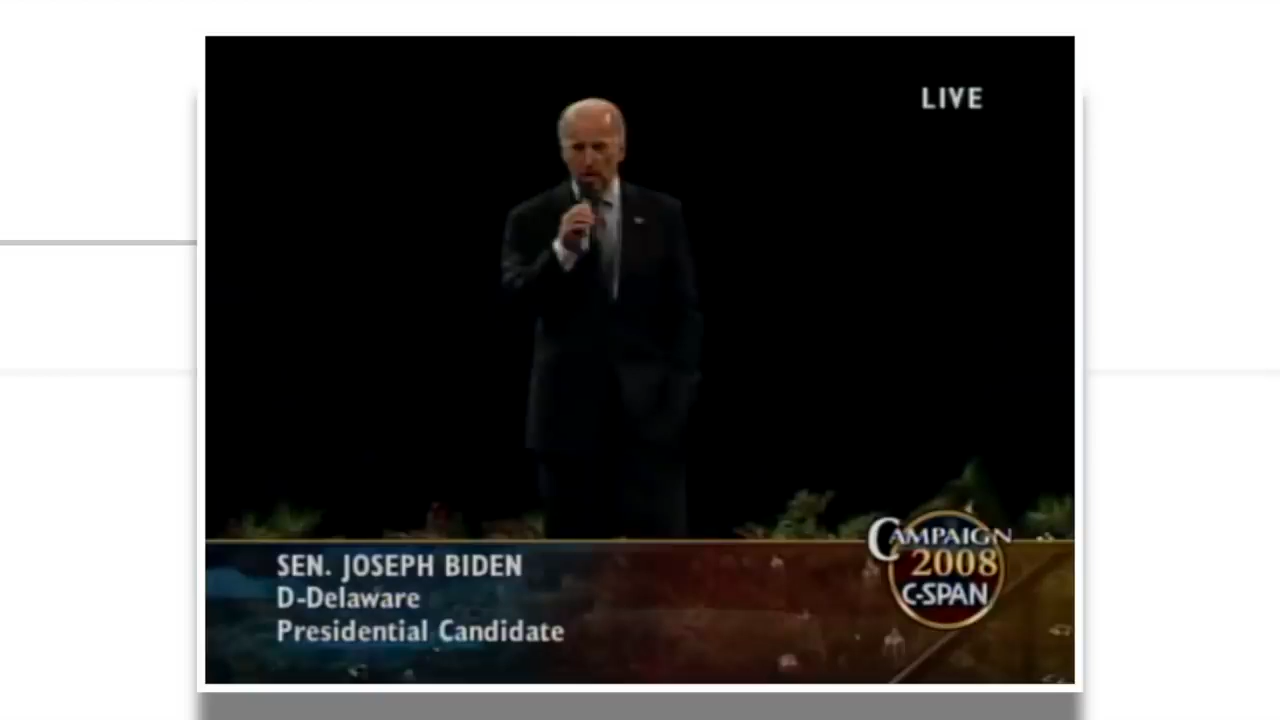 LIVE
SEN. JOSEPH BIDEN
D-Delaware
Presidential Candidate
CAMPAIGN
2008
C-SPAN